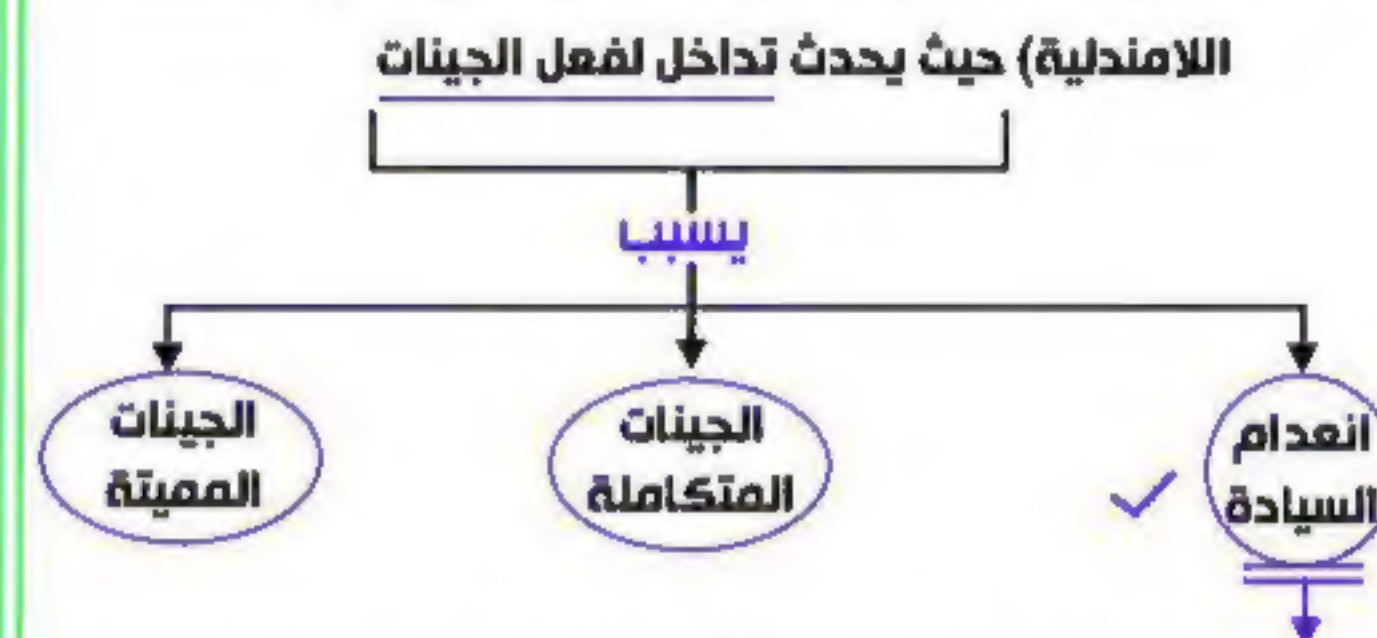 اللامندلية) حيث يحدث تداخل لفعل الجينات
يسبب
انعدام
السيادة
الجينات
المتكاملة
الجينات
المميتة